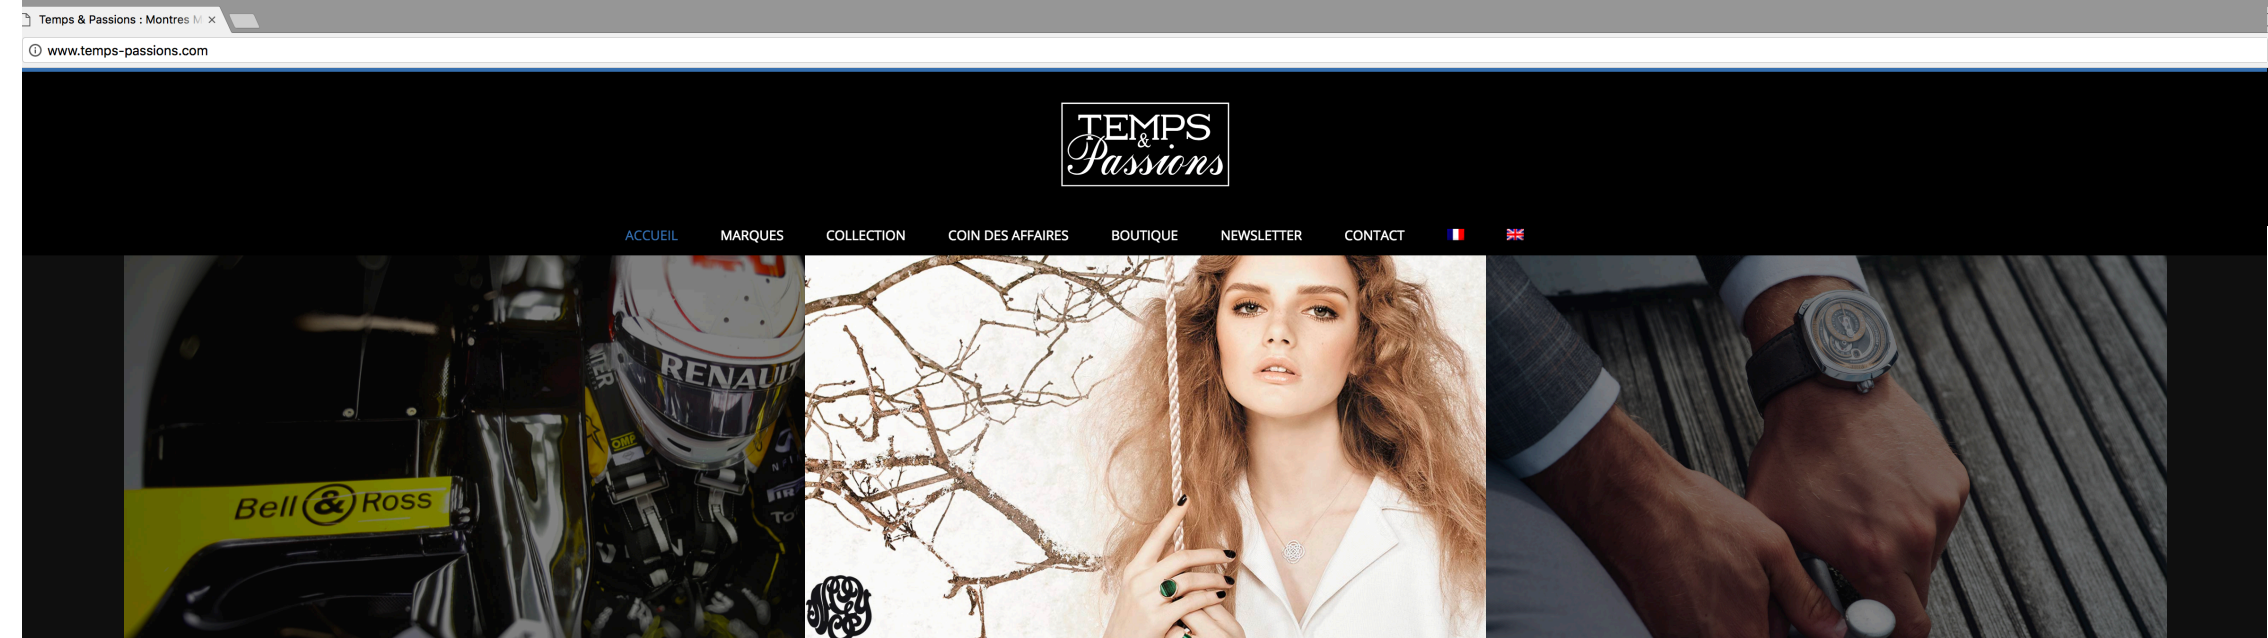 Temps & Passions : Montres M
www.temps-passions.com
TEMPS
&
Passions
ACCUEIL MARQUES COLLECTION COIN DES AFFAIRES BOUTIQUE NEWSLETTER CONTACT
RENAULT
OMP
Bell & Ross